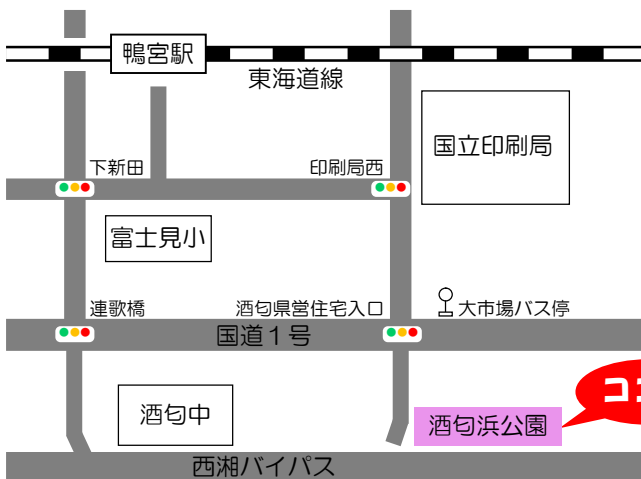 鴨宮駅
東海道線
国立印刷局
下新田
印刷局西
富士見小
連歌橋
酒匂県営住宅入口
大市場バス停
国道1号
酒匂中
酒匂浜公園
西湘バイパス